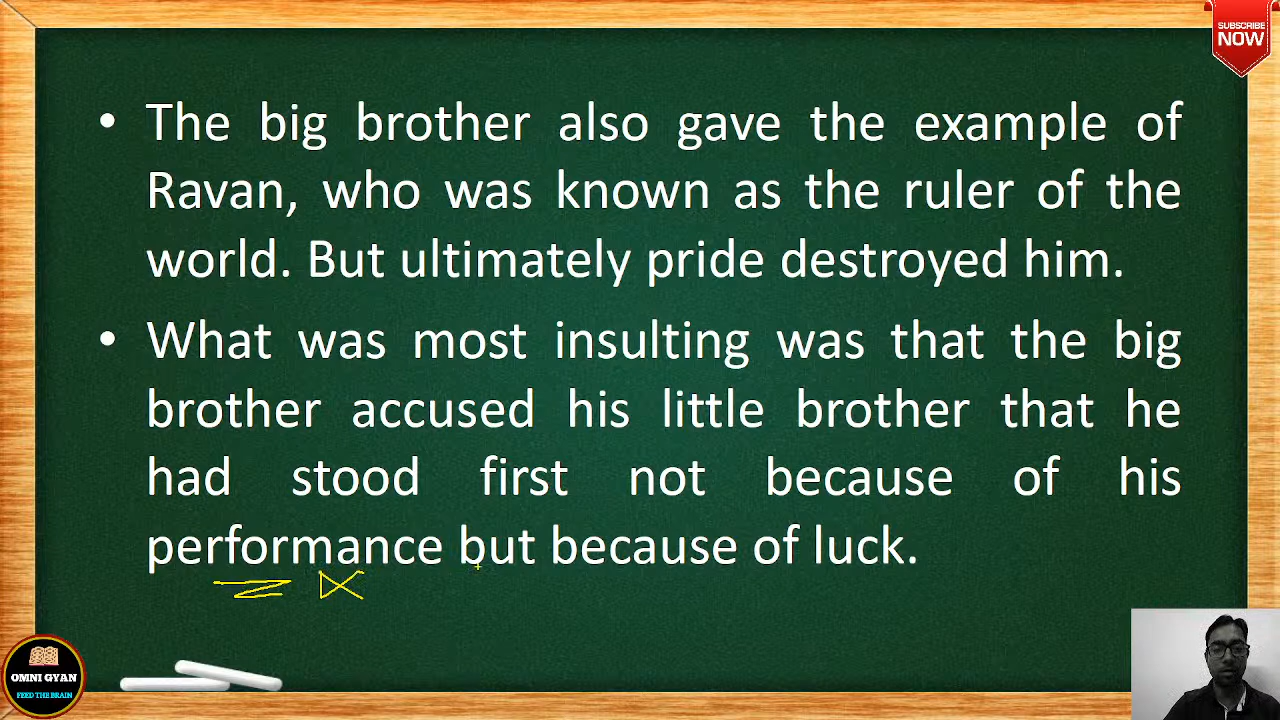 SUBSCRIBE
NOW
• The big brother also gave the example of
Ravan, who was known as the ruler of the
world. But ultimately pride destroyed him.
• What was most insulting was that the big
brother accused his little brother that he
had stood first not because of his
performance but because of luck.
OMNI GYAN
FEED THE BRAIN